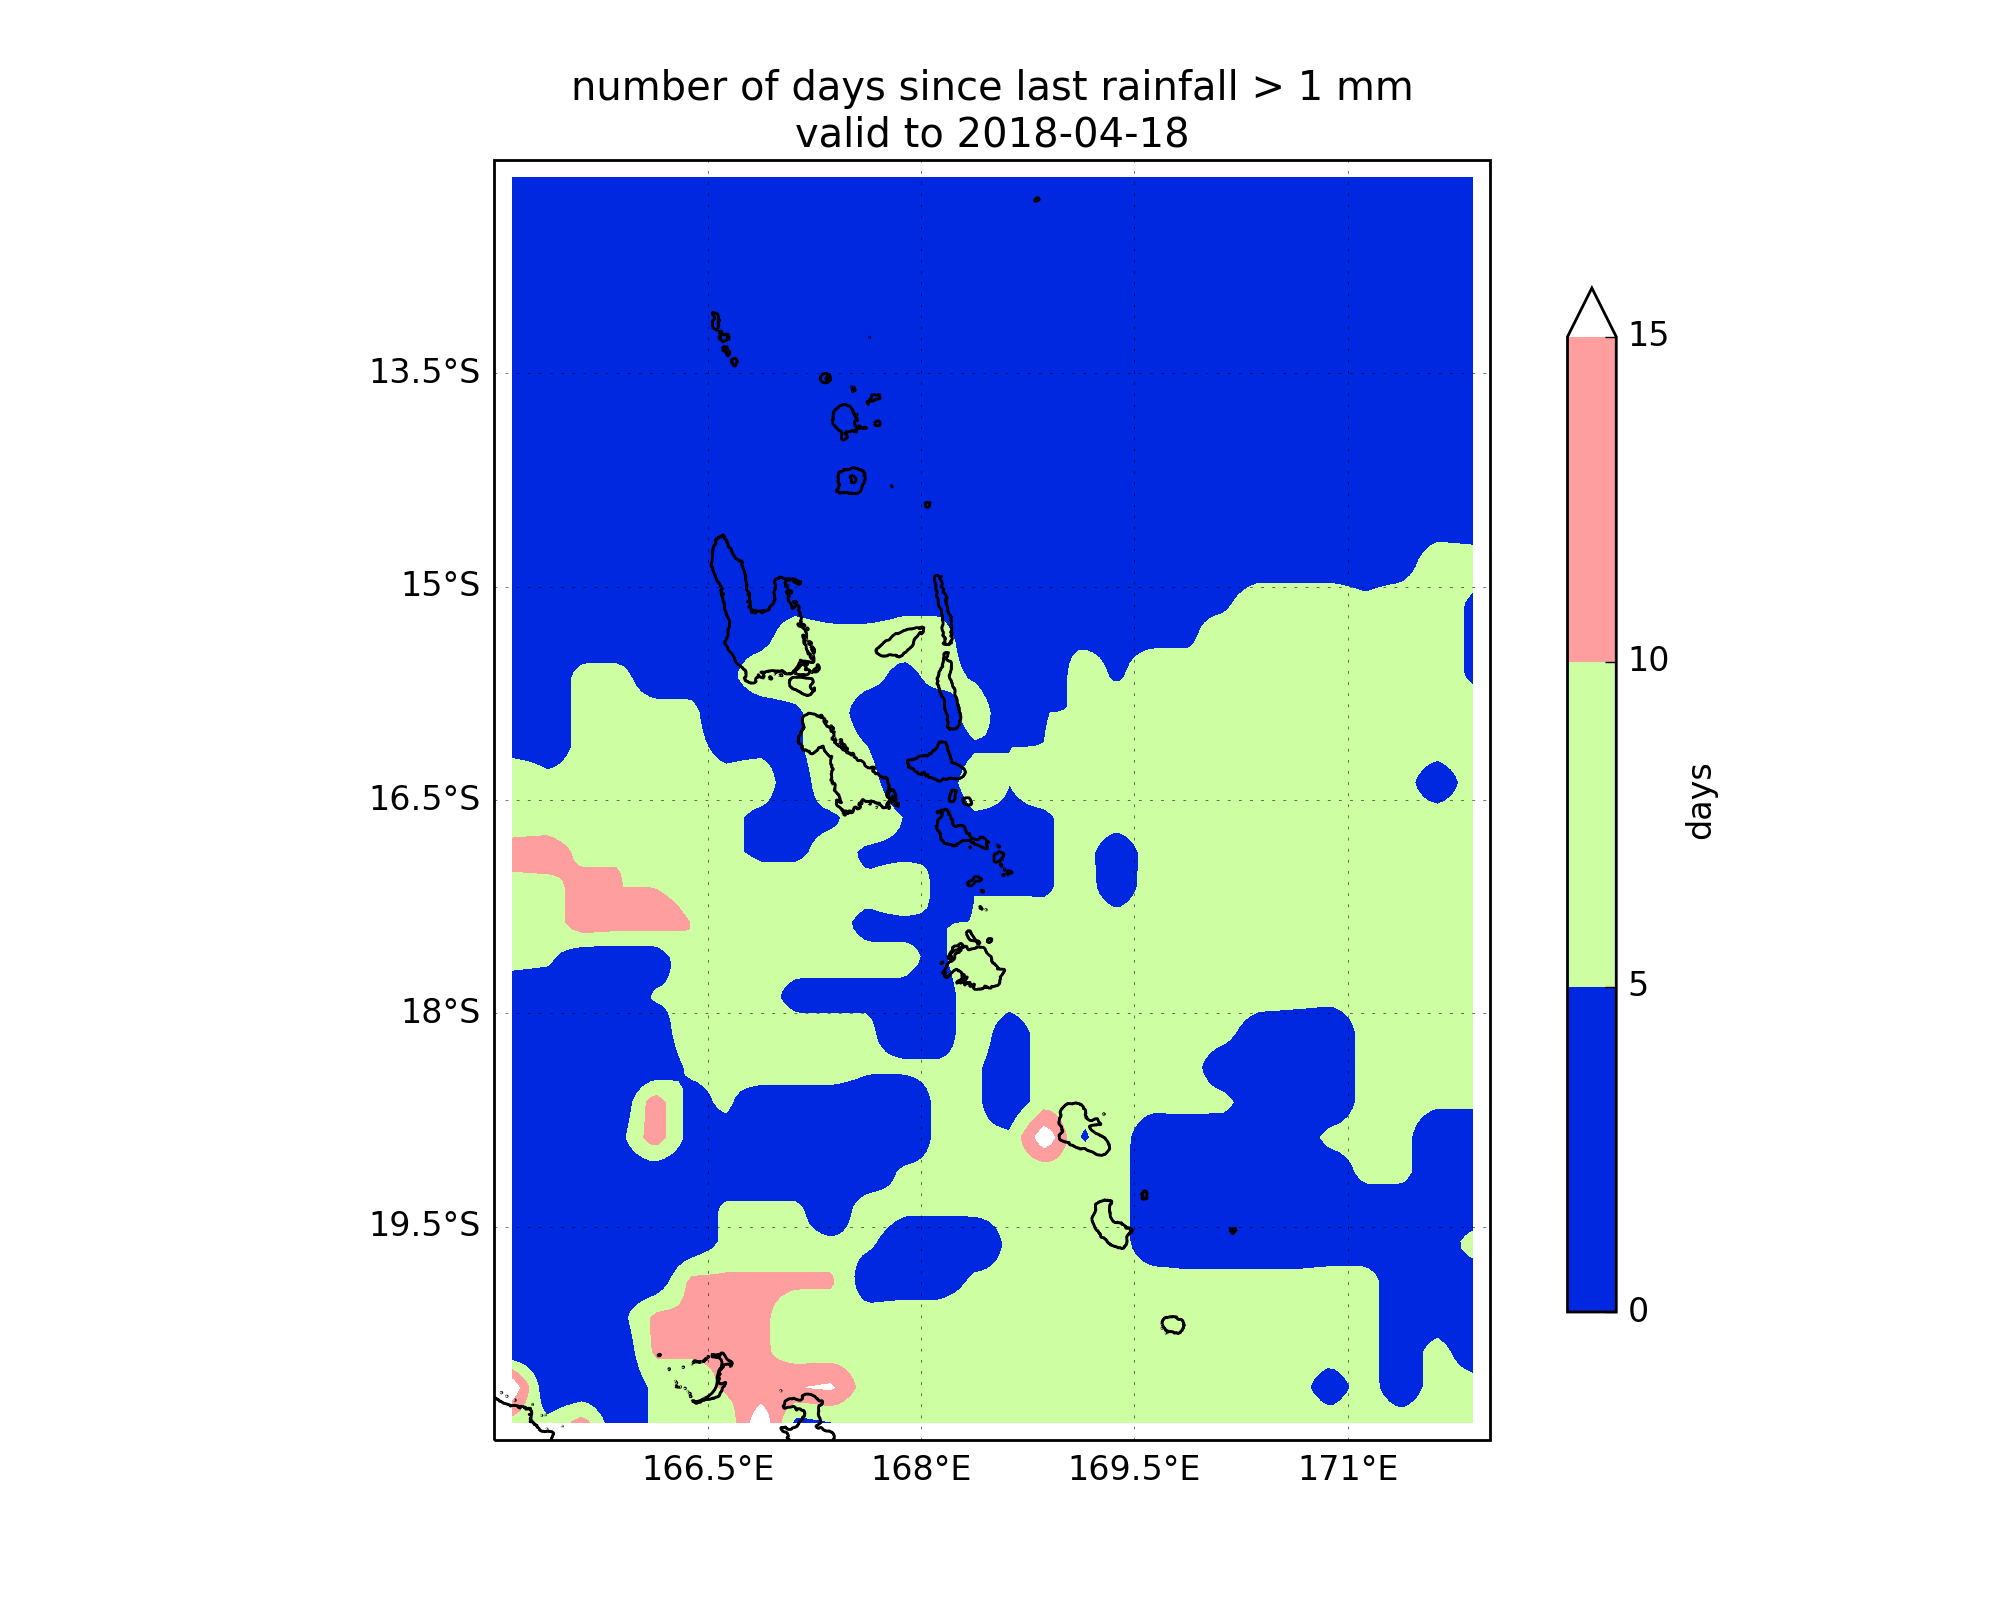 number of days since last rainfall > 1 mm
valid to 2018-04-18
13.5°S
15°S
16.5°S
18°S
19.5°S
166.5°E
168°E
169.5°E
171°E
15
10
5
0
days